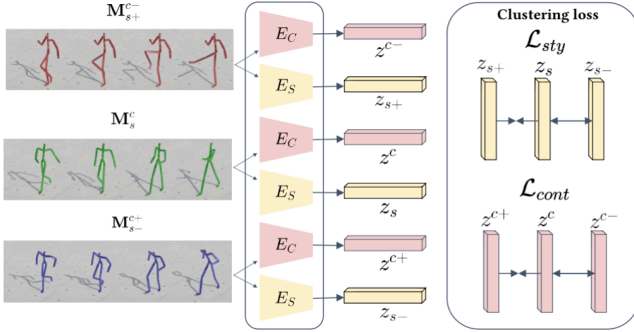 M_{s+}^{c-}
E_C
z^{c-}
E_S
z_{s+}
M_s^c
E_C
z^c
E_S
z_s
M_{s-}^{c+}
E_C
z^{c+}
E_S
z_{s-}
Clustering loss
ℒ_{sty}
z_{s+} z_s z_{s-}
ℒ_{cont}
z^{c+} z^c z^{c-}